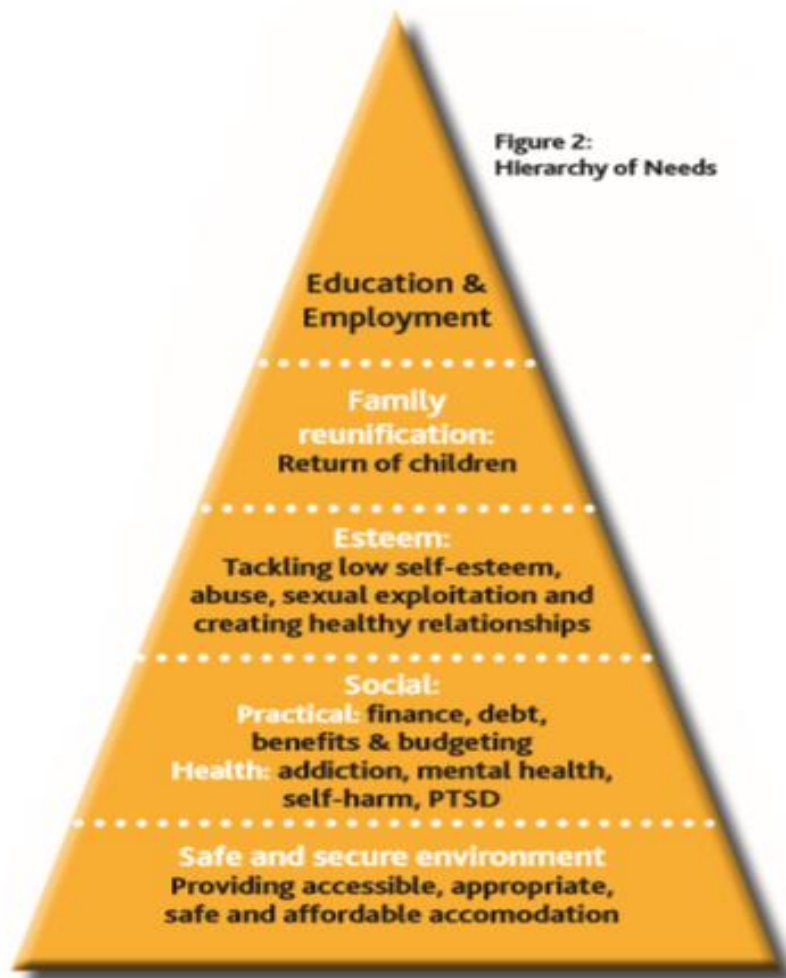 Figure 2:
Hierarchy of Needs
Education &
Employment
Family
reunification:
Return of children
Esteem:
Tackling low self-esteem,
abuse, sexual exploitation and
creating healthy relationships
Social:
Practical: finance, debt,
benefits & budgeting
Health: addiction, mental health,
self-harm, PTSD
Safe and secure environment
Providing accessible, appropriate,
safe and affordable accomodation